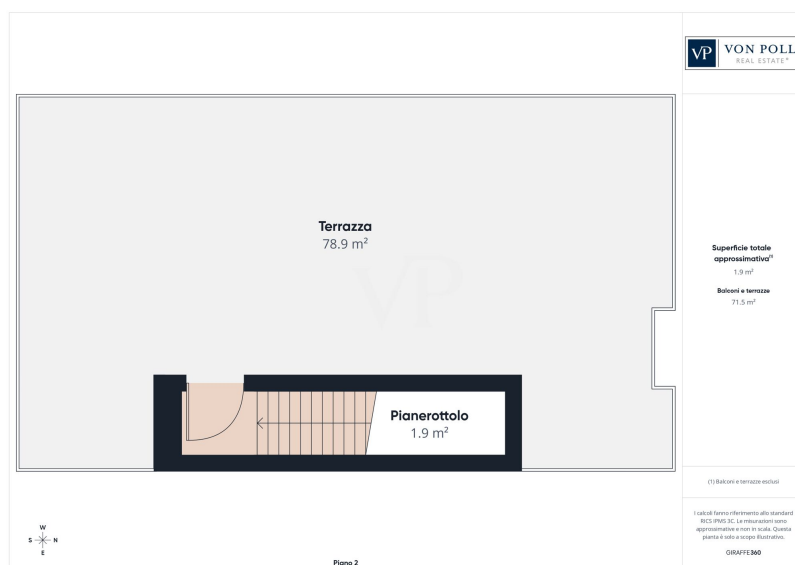 VP VON POLL
REAL ESTATE®
Terrazza
78.9 m²
VP
Superficie totale
approssimativa⁽¹⁾
1.9 m²
Balconi e terrazze
71.5 m²
Pianerottolo
1.9 m²
(1) Balconi e terrazze esclusi
I calcoli fanno riferimento allo standard
RICS IPMS 3C. Le misurazioni sono
approssimative e non in scala. Questa
pianta è solo a scopo illustrativo.
GIRAFFE360
W
S N
E
Piano 2